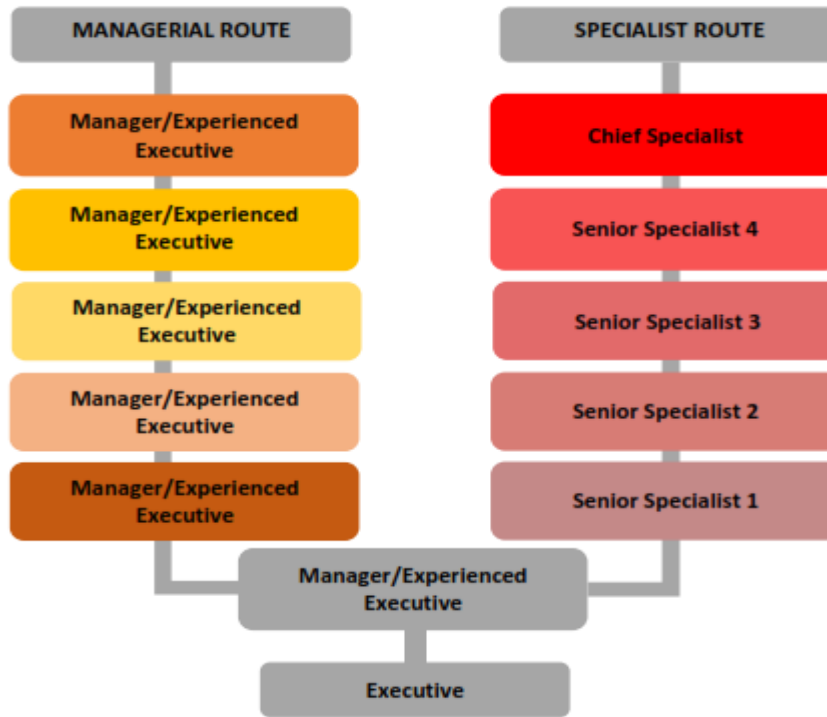 MANAGERIAL ROUTE
Manager/Experienced
Executive
Manager/Experienced
Executive
Manager/Experienced
Executive
Manager/Experienced
Executive
Manager/Experienced
Executive
SPECIALIST ROUTE
Chief Specialist
Senior Specialist 4
Senior Specialist 3
Senior Specialist 2
Senior Specialist 1
Manager/Experienced
Executive
Executive